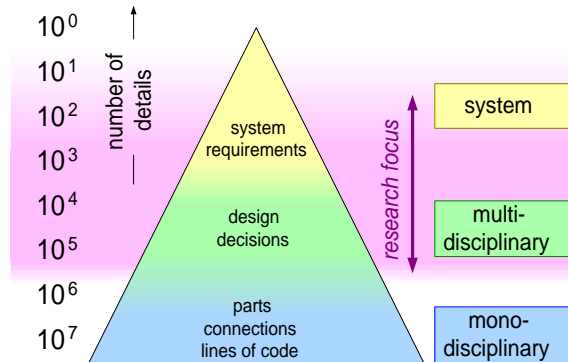 10⁰
10¹
10²
10³
10⁴
10⁵
10⁶
10⁷
number of
details
system
requirements
design
decisions
parts
connections
lines of code
research focus
system
multi-
disciplinary
mono-
disciplinary